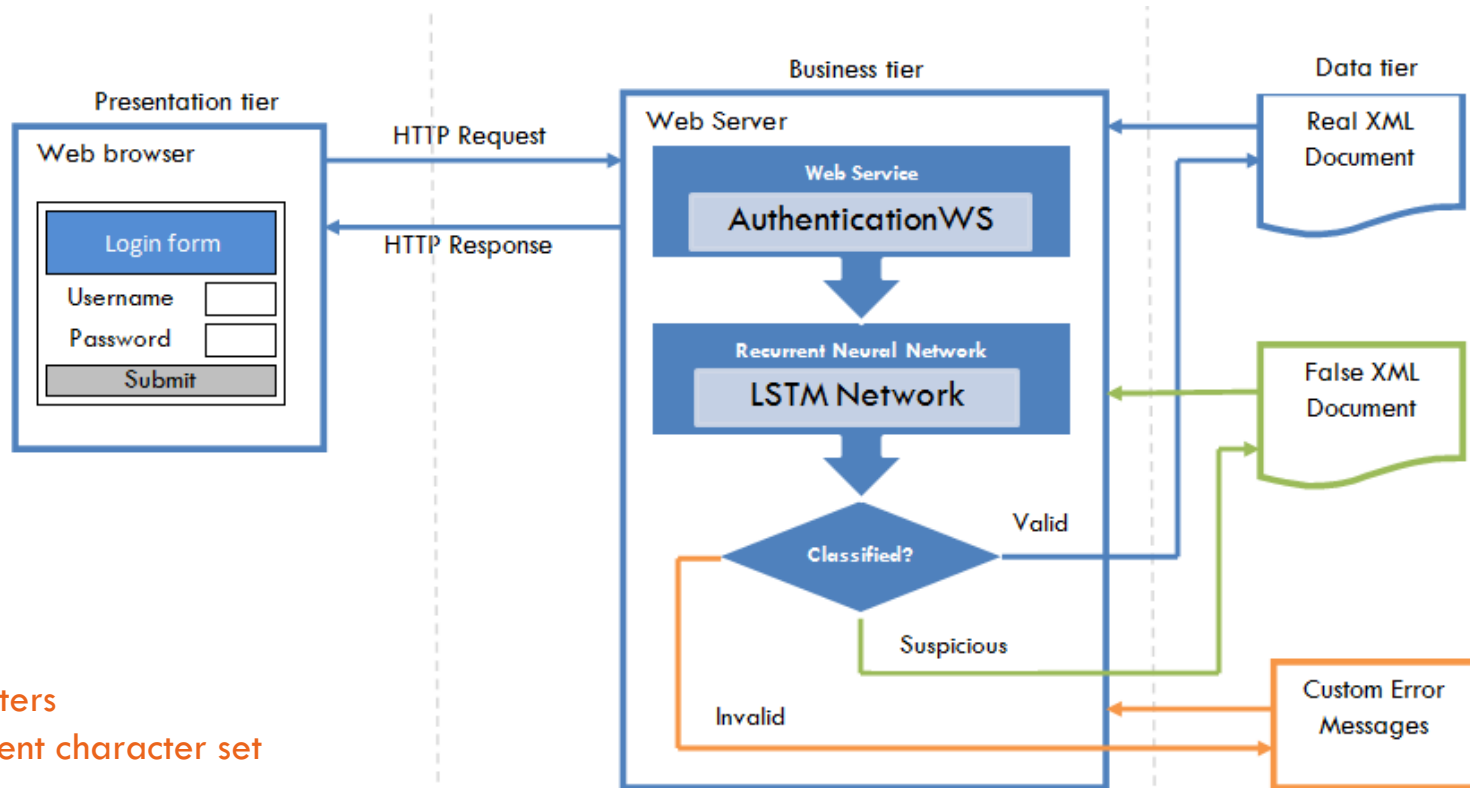 Presentation tier
Web browser
Login form
Username
Password
Submit
HTTP Request
HTTP Response
Business tier
Web Server
Web Service
AuthenticationWS
Recurrent Neural Network
LSTM Network
Classified?
Valid
Suspicious
Invalid
Data tier
Real XML
Document
False XML
Document
Custom Error
Messages
ters
ent character set